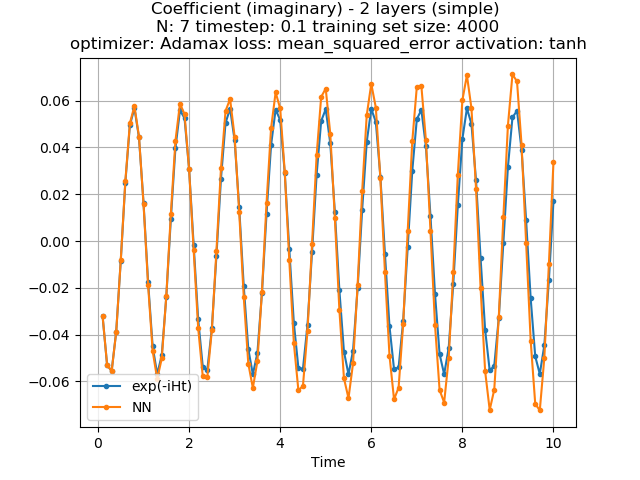 Coefficient (imaginary) - 2 layers (simple)
N: 7 timestep: 0.1 training set size: 4000
optimizer: Adamax loss: mean_squared_error activation: tanh
0.06
0.04
0.02
0.00
−0.02
−0.04
−0.06
exp(-iHt)
NN
0 2 4 6 8 10
Time